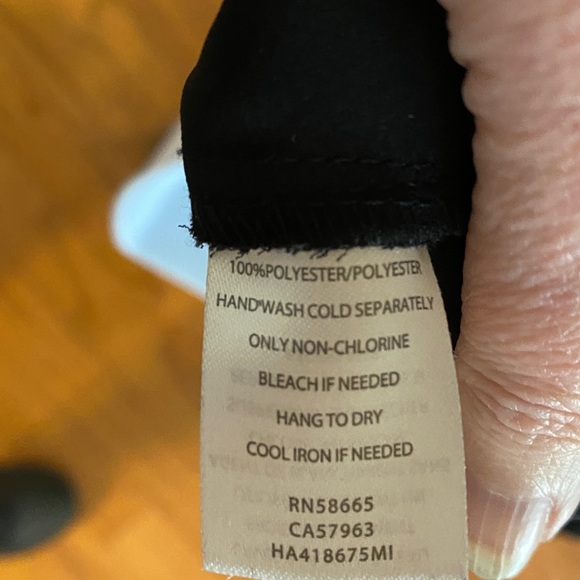 100%POLYESTER/POLYESTER
HAND WASH COLD SEPARATELY
ONLY NON-CHLORINE
BLEACH IF NEEDED
HANG TO DRY
COOL IRON IF NEEDED
RN58665
CA57963
HA418675MI